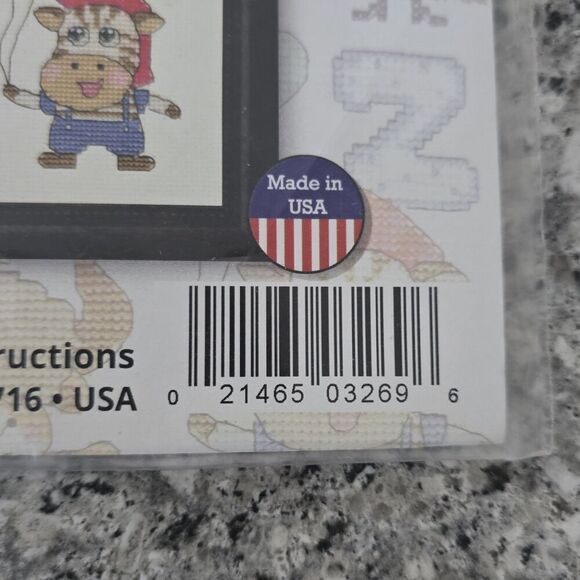 Z
Made in
USA
ructions
716 • USA
0 21465 03269 6